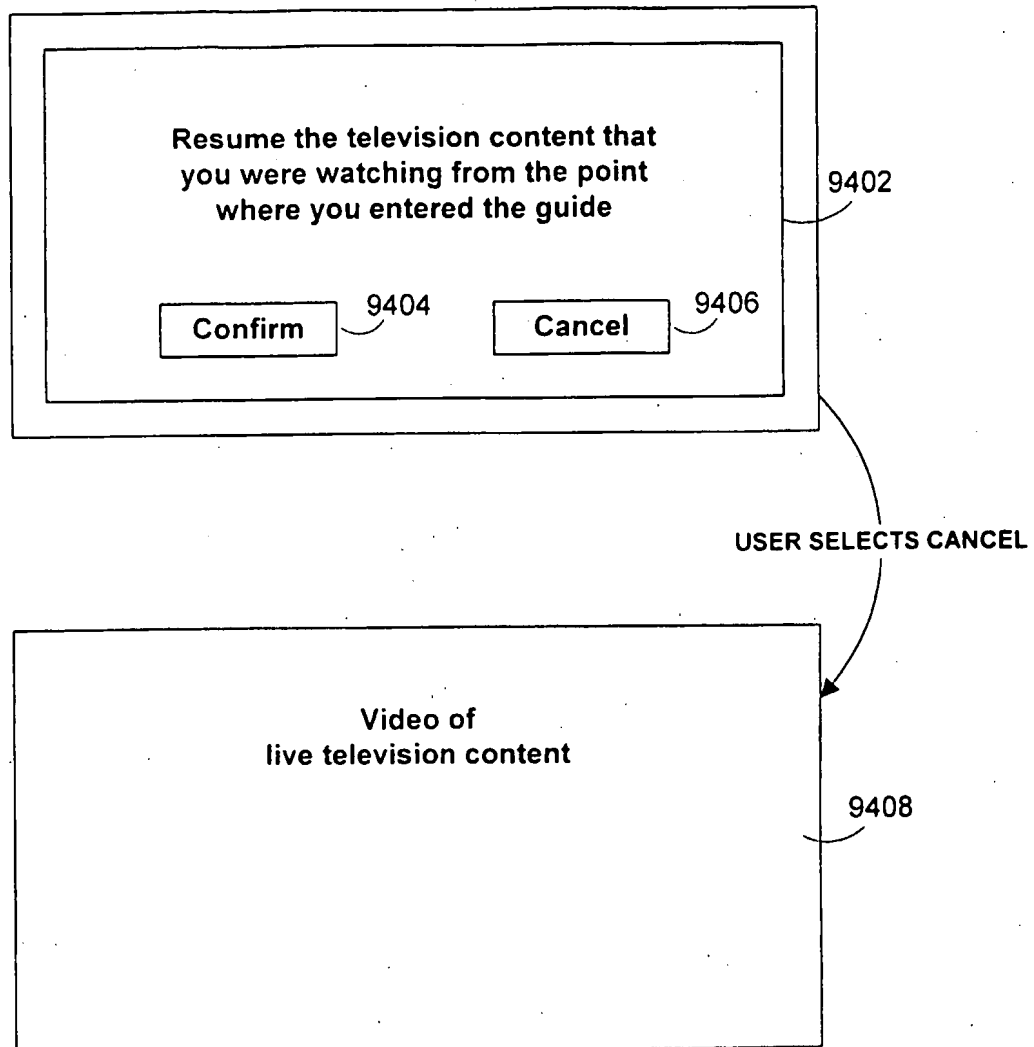 Resume the television content that
you were watching from the point
where you entered the guide
9402
Confirm
9404
Cancel
9406
USER SELECTS CANCEL
Video of
live television content
9408